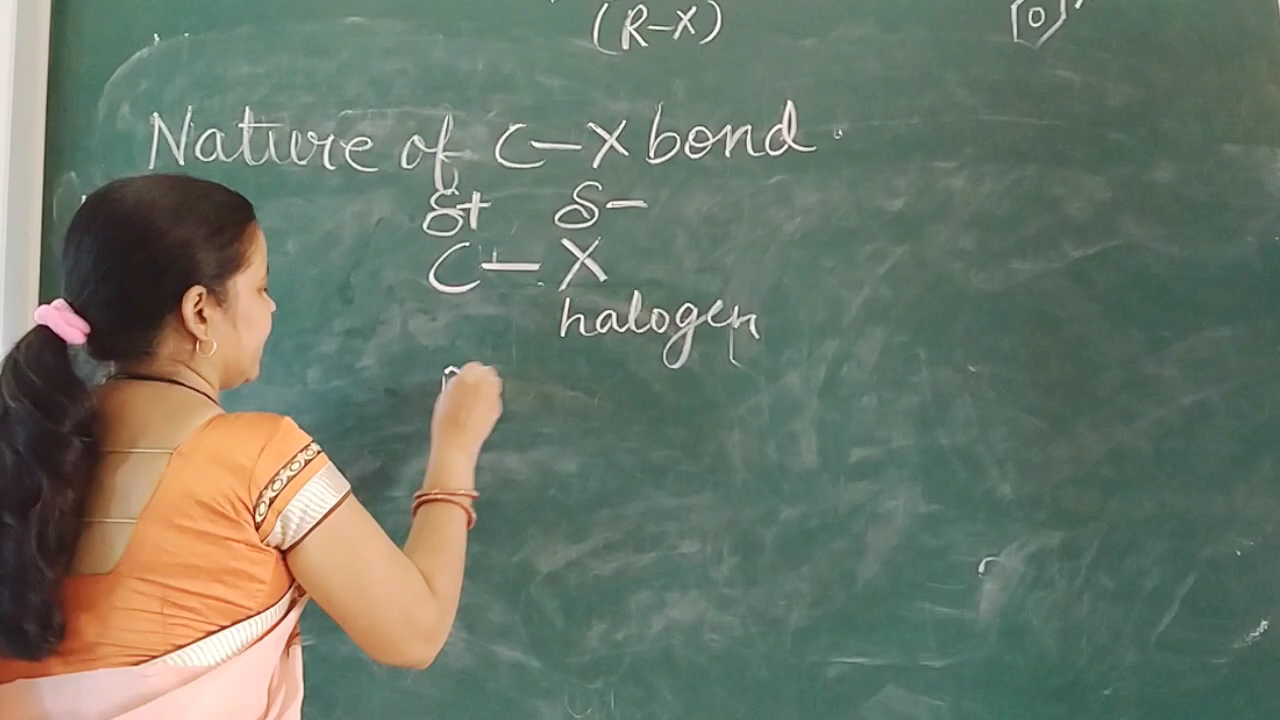 (R-X)
Nature of C-X bond.
δ+ δ-
C-X
halogen